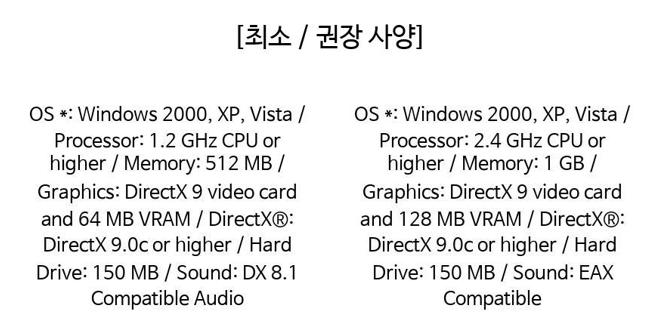 [최소 / 권장 사양]
OS *: Windows 2000, XP, Vista /
Processor: 1.2 GHz CPU or
higher / Memory: 512 MB /
Graphics: DirectX 9 video card
and 64 MB VRAM / DirectX®:
DirectX 9.0c or higher / Hard
Drive: 150 MB / Sound: DX 8.1
Compatible Audio
OS *: Windows 2000, XP, Vista /
Processor: 2.4 GHz CPU or
higher / Memory: 1 GB /
Graphics: DirectX 9 video card
and 128 MB VRAM / DirectX®:
DirectX 9.0c or higher / Hard
Drive: 150 MB / Sound: EAX
Compatible